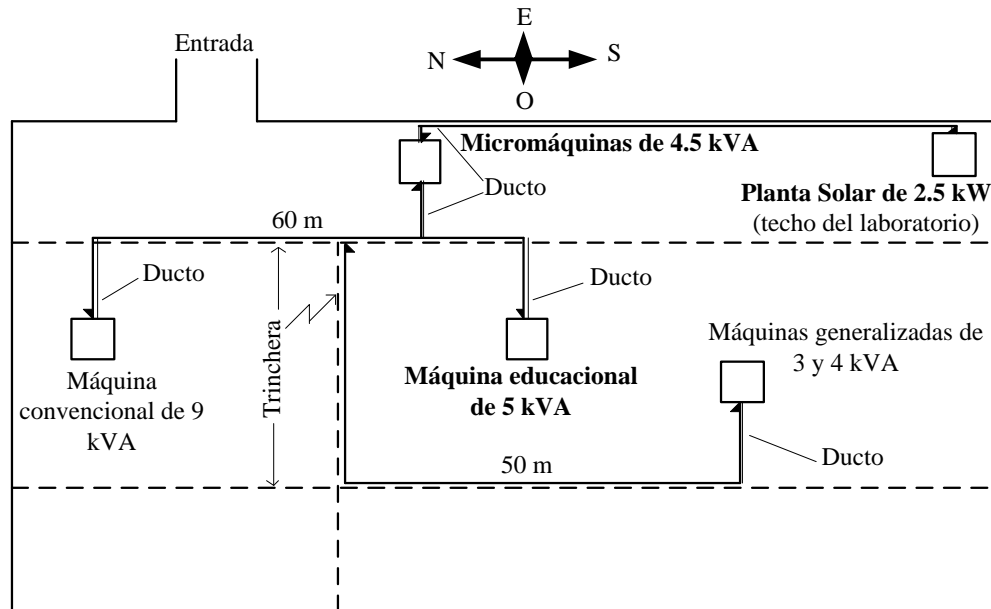 E
Entrada
N
S
O
Micromáquinas de 4.5 kVA
Ducto
Planta Solar de 2.5 kW
(techo del laboratorio)
60 m
Ducto
Ducto
Trinchera
Máquinas generalizadas de
3 y 4 kVA
Máquina
convencional de 9
kVA
Máquina educacional
de 5 kVA
50 m
Ducto